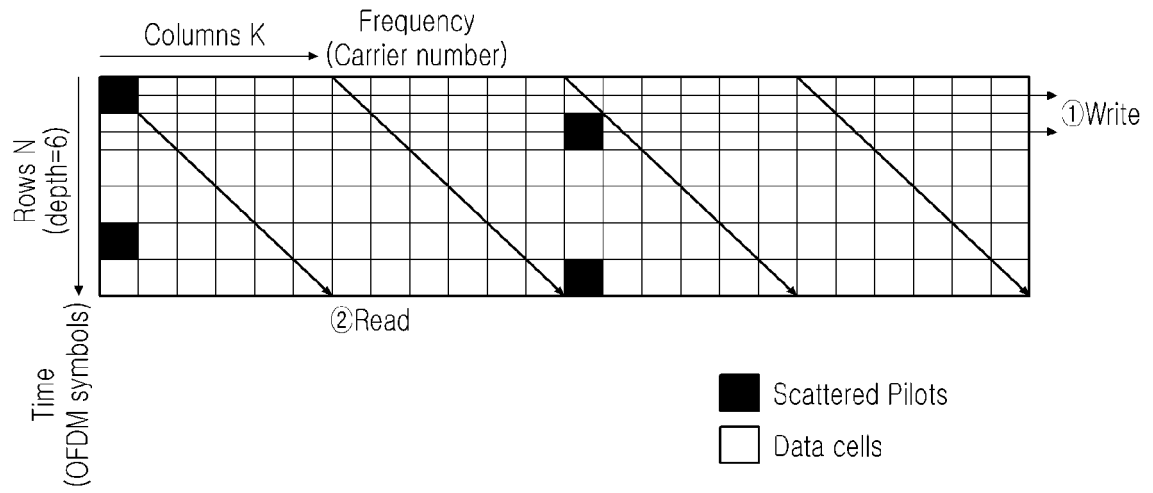 Columns K
Frequency
(Carrier number)
①Write
Rows N
(depth=6)
②Read
Time
(OFDM symbols)
Scattered Pilots
Data cells